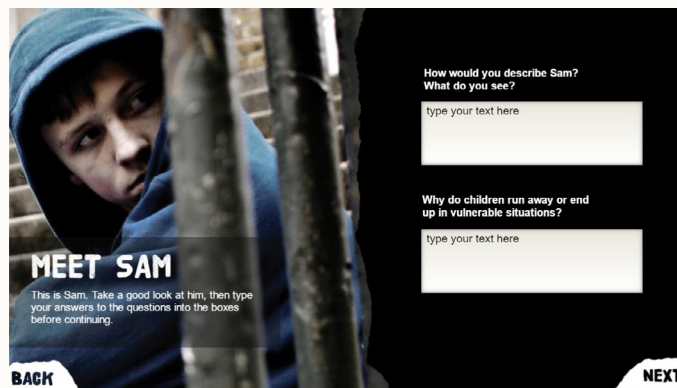 MEET SAM
This is Sam. Take a good look at him, then type
your answers to the questions into the boxes
before continuing.
How would you describe Sam?
What do you see?
type your text here
Why do children run away or end
up in vulnerable situations?
type your text here
BACK
NEXT